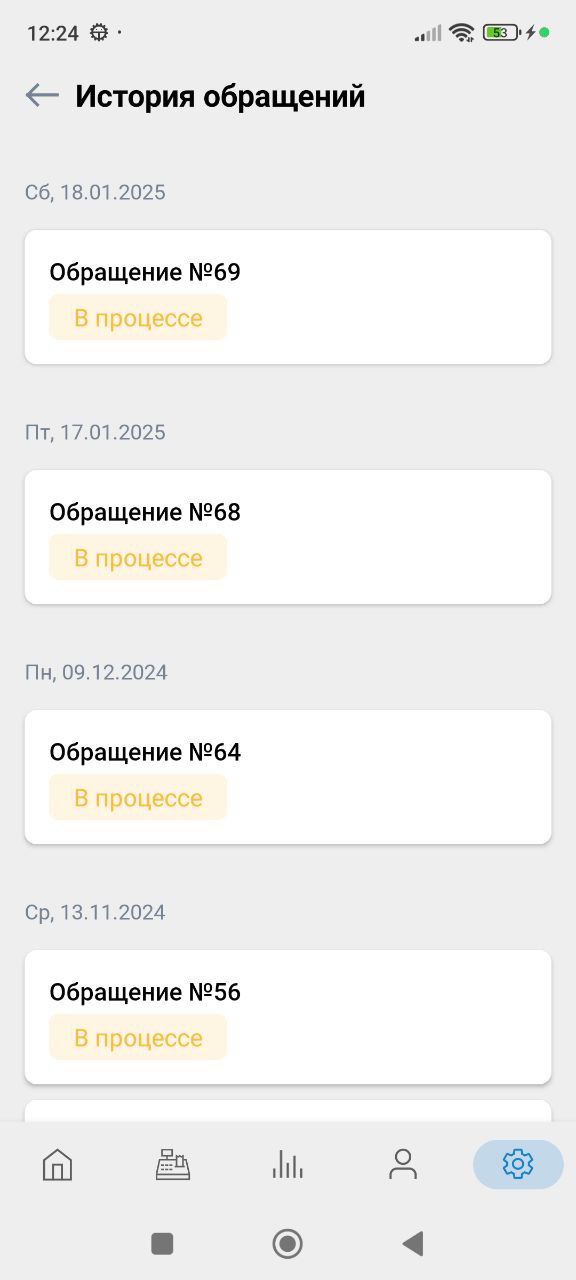 12:24
53
История обращений
Сб, 18.01.2025
Обращение №69
В процессе
Пт, 17.01.2025
Обращение №68
В процессе
Пн, 09.12.2024
Обращение №64
В процессе
Ср, 13.11.2024
Обращение №56
В процессе